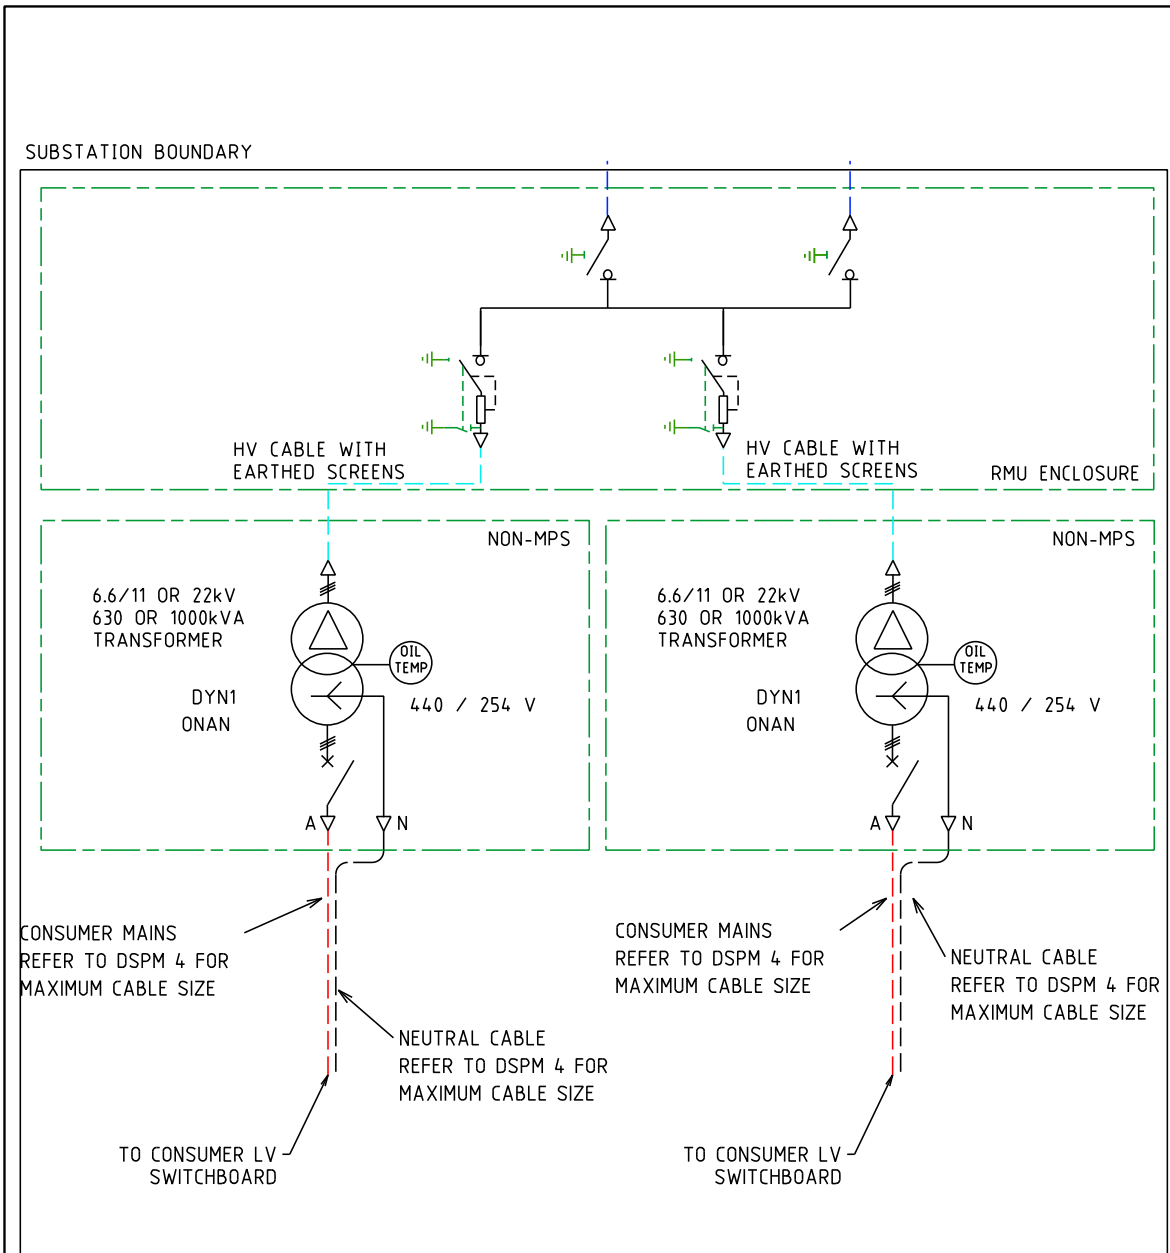 SUBSTATION BOUNDARY
HV CABLE WITH
EARTHED SCREENS
HV CABLE WITH
EARTHED SCREENS
RMU ENCLOSURE
NON-MPS
6.6/11 OR 22kV
630 OR 1000kVA
TRANSFORMER
OIL
TEMP
DYN1
ONAN
440 / 254 V
A
N
NON-MPS
6.6/11 OR 22kV
630 OR 1000kVA
TRANSFORMER
OIL
TEMP
DYN1
ONAN
440 / 254 V
A
N
CONSUMER MAINS
REFER TO DSPM 4 FOR
MAXIMUM CABLE SIZE
NEUTRAL CABLE
REFER TO DSPM 4 FOR
MAXIMUM CABLE SIZE
CONSUMER MAINS
REFER TO DSPM 4 FOR
MAXIMUM CABLE SIZE
NEUTRAL CABLE
REFER TO DSPM 4 FOR
MAXIMUM CABLE SIZE
TO CONSUMER LV
SWITCHBOARD
TO CONSUMER LV
SWITCHBOARD